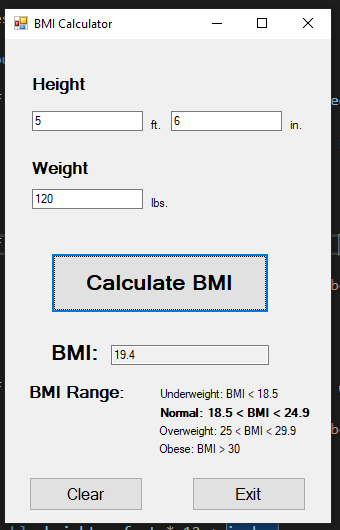 BMI Calculator
Height
5 ft. 6 in.
Weight
120 lbs.
Calculate BMI
BMI: 19.4
BMI Range: Underweight: BMI < 18.5
Normal: 18.5 < BMI < 24.9
Overweight: 25 < BMI < 29.9
Obese: BMI > 30
Clear Exit